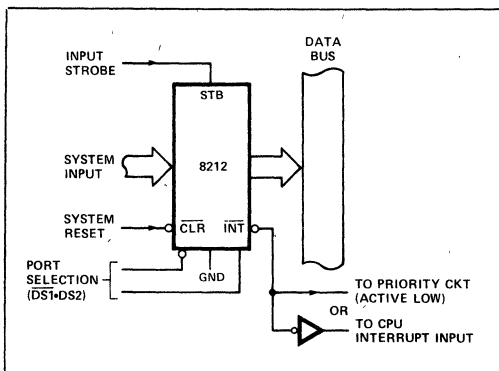 DATA
BUS
INPUT
STROBE
STB
SYSTEM
INPUT
8212
SYSTEM
RESET
CLR INT
PORT
SELECTION
(DS1•DS2)
GND
TO PRIORITY CKT
(ACTIVE LOW)
OR
TO CPU
INTERRUPT INPUT